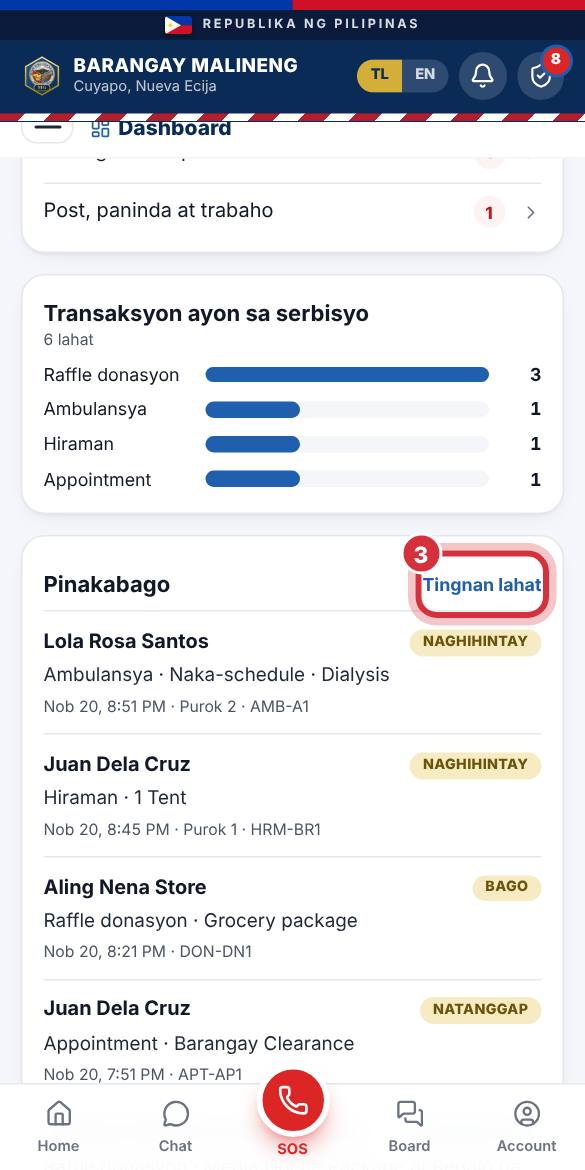 REPUBLIKA NG PILIPINAS
BARANGAY MALINENG
Cuyapo, Nueva Ecija
TL EN
8
Dashboard
Post, paninda at trabaho 1
Transaksyon ayon sa serbisyo
6 lahat
Raffle donasyon 3
Ambulansya 1
Hiraman 1
Appointment 1
3
Pinakabago Tingnan lahat
Lola Rosa Santos NAGHIHINTAY
Ambulansya · Naka-schedule · Dialysis
Nob 20, 8:51 PM · Purok 2 · AMB-A1
Juan Dela Cruz NAGHIHINTAY
Hiraman · 1 Tent
Nob 20, 8:45 PM · Purok 1 · HRM-BR1
Aling Nena Store BAGO
Raffle donasyon · Grocery package
Nob 20, 8:21 PM · DON-DN1
Juan Dela Cruz NATANGGAP
Appointment · Barangay Clearance
Nob 20, 7:51 PM · APT-AP1
Home Chat SOS Board Account